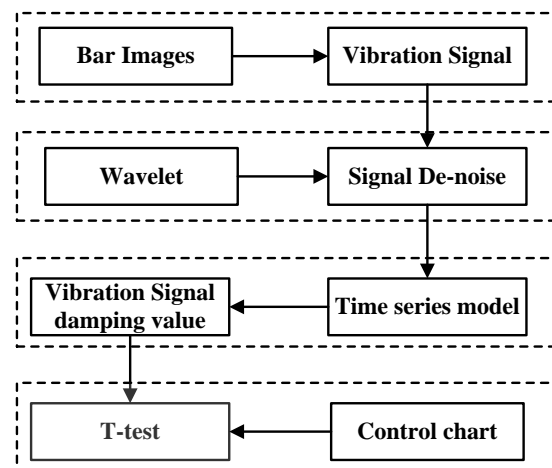 Bar Images
Vibration Signal
Wavelet
Signal De-noise
Vibration Signal
damping value
Time series model
T-test
Control chart